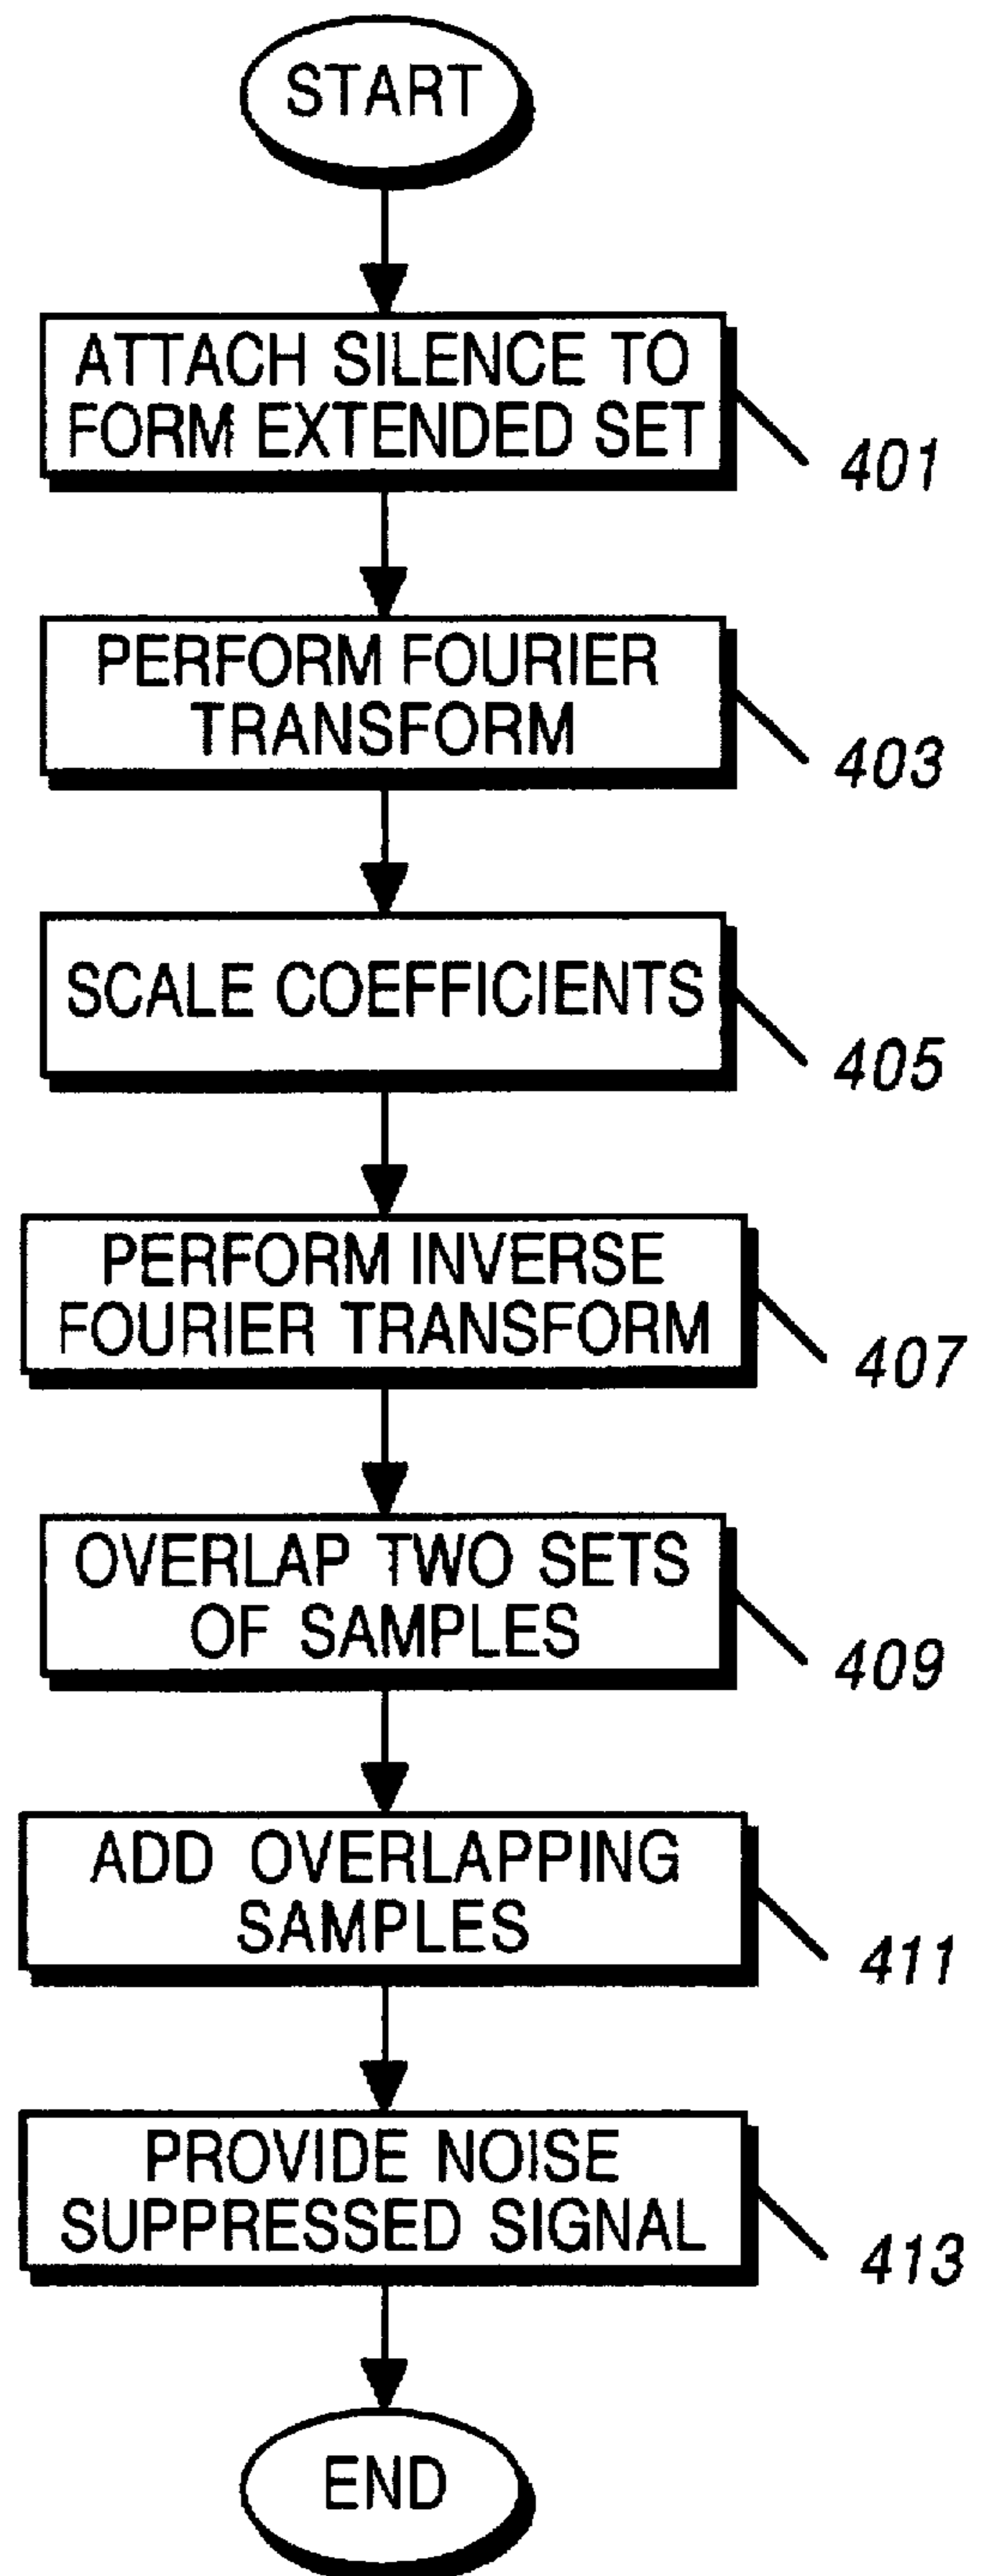 START
ATTACH SILENCE TO
FORM EXTENDED SET
401
PERFORM FOURIER
TRANSFORM
403
SCALE COEFFICIENTS
405
PERFORM INVERSE
FOURIER TRANSFORM
407
OVERLAP TWO SETS
OF SAMPLES
409
ADD OVERLAPPING
SAMPLES
411
PROVIDE NOISE
SUPPRESSED SIGNAL
413
END